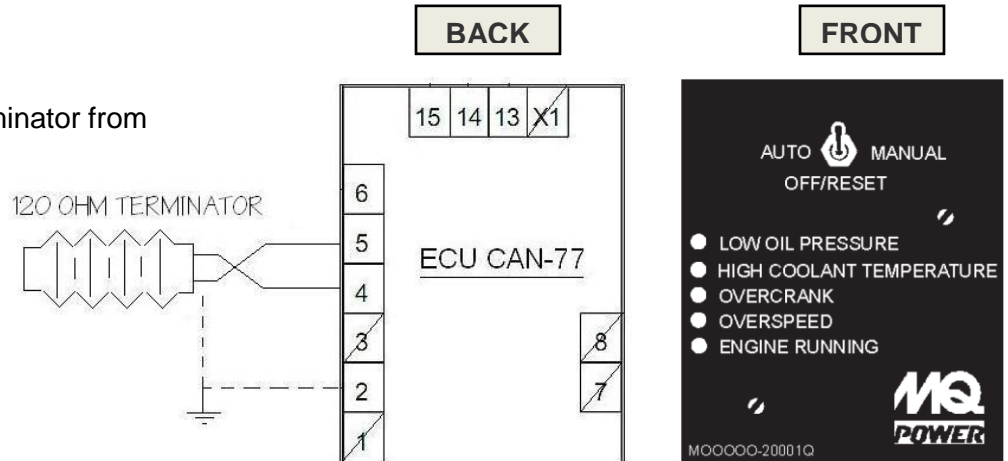 BACK
FRONT
minator from
15 14 13 X1
120 OHM TERMINATOR
6
5
4
3
2
1
ECU CAN-77
8
7
AUTO MANUAL
OFF/RESET
LOW OIL PRESSURE
HIGH COOLANT TEMPERATURE
OVERCRANK
OVERSPEED
ENGINE RUNNING
MQ
POWER
MOOOOO-20001Q